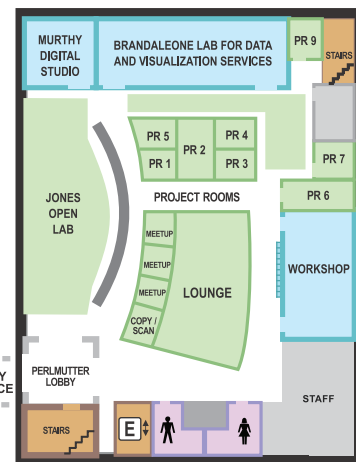 MURTHY
DIGITAL
STUDIO
BRANDALEONE LAB FOR DATA
AND VISUALIZATION SERVICES
PR 9
STAIRS
PR 5
PR 4
PR 2
PR 1
PR 3
PR 7
PR 6
PROJECT ROOMS
JONES
OPEN
LAB
MEETUP
MEETUP
MEETUP
COPY /
SCAN
LOUNGE
WORKSHOP
PERLMUTTER
LOBBY
STAFF
STAIRS
E